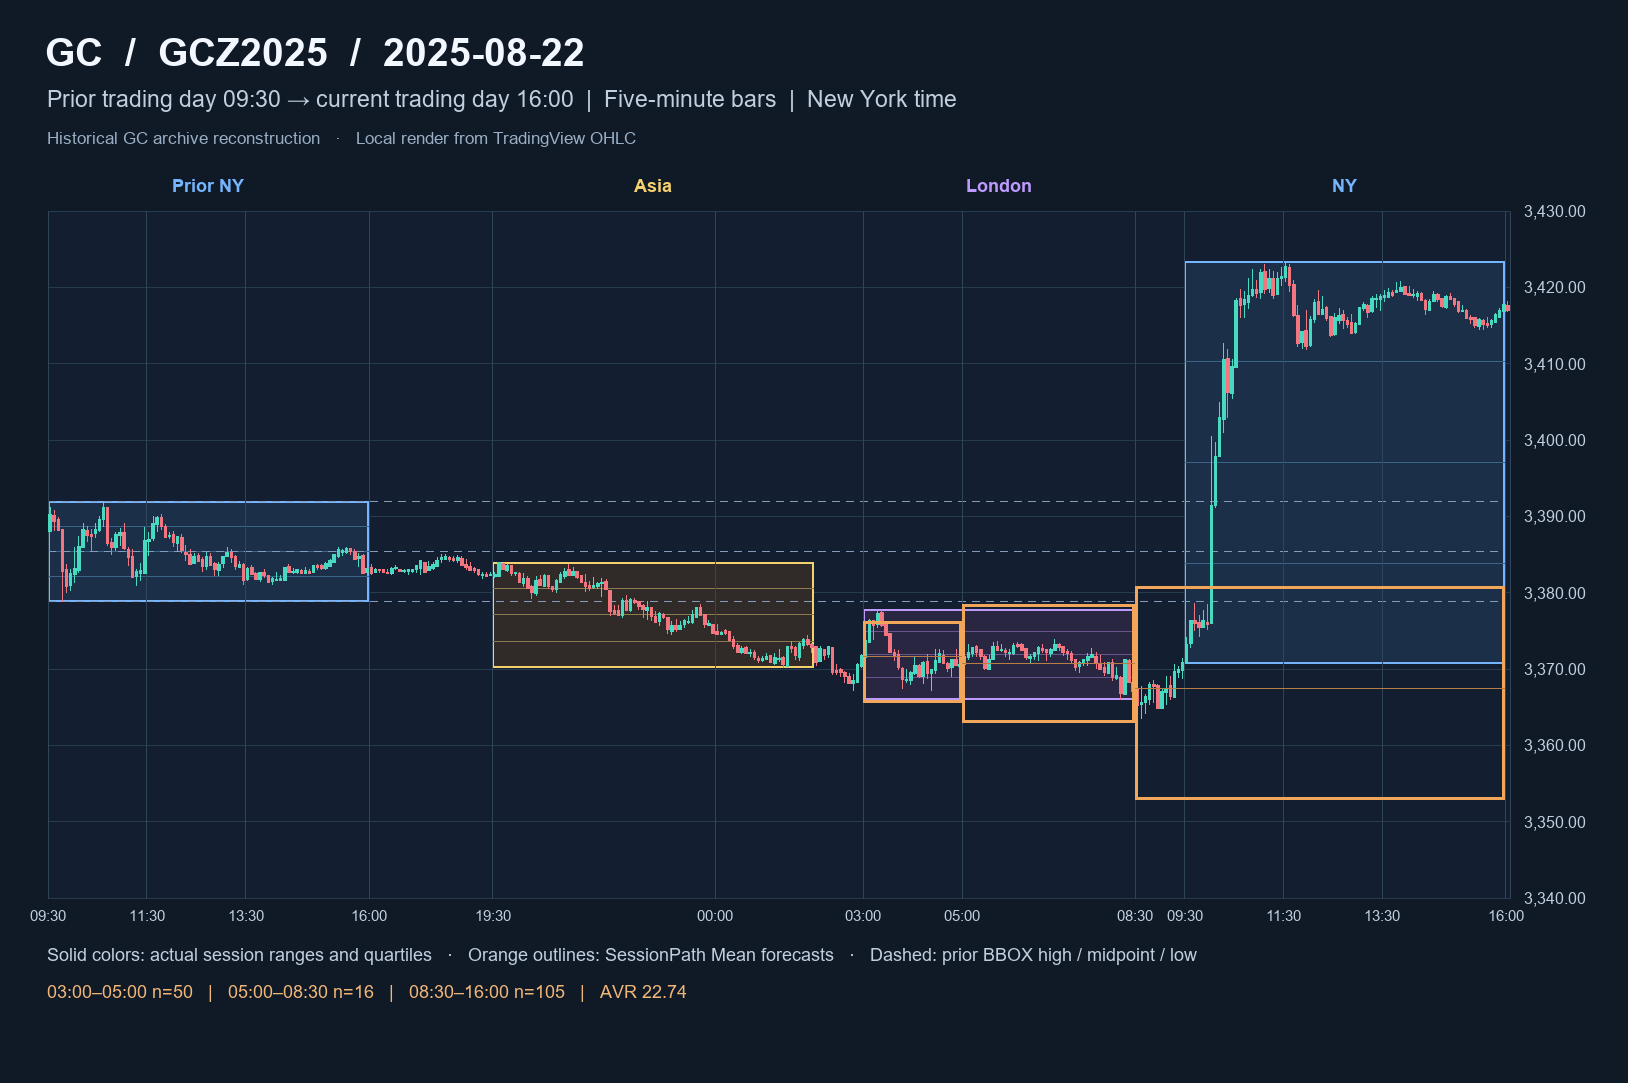 GC / GCZ2025 / 2025-08-22
Prior trading day 09:30 → current trading day 16:00 | Five-minute bars | New York time
Historical GC archive reconstruction · Local render from TradingView OHLC
Prior NY Asia London NY
3,430.00
3,420.00
3,410.00
3,400.00
3,390.00
3,380.00
3,370.00
3,360.00
3,350.00
3,340.00
09:30 11:30 13:30 16:00 19:30 00:00 03:00 05:00 08:30 09:30 11:30 13:30 16:00
Solid colors: actual session ranges and quartiles · Orange outlines: SessionPath Mean forecasts · Dashed: prior BBOX high / midpoint / low
03:00–05:00 n=50 | 05:00–08:30 n=16 | 08:30–16:00 n=105 | AVR 22.74